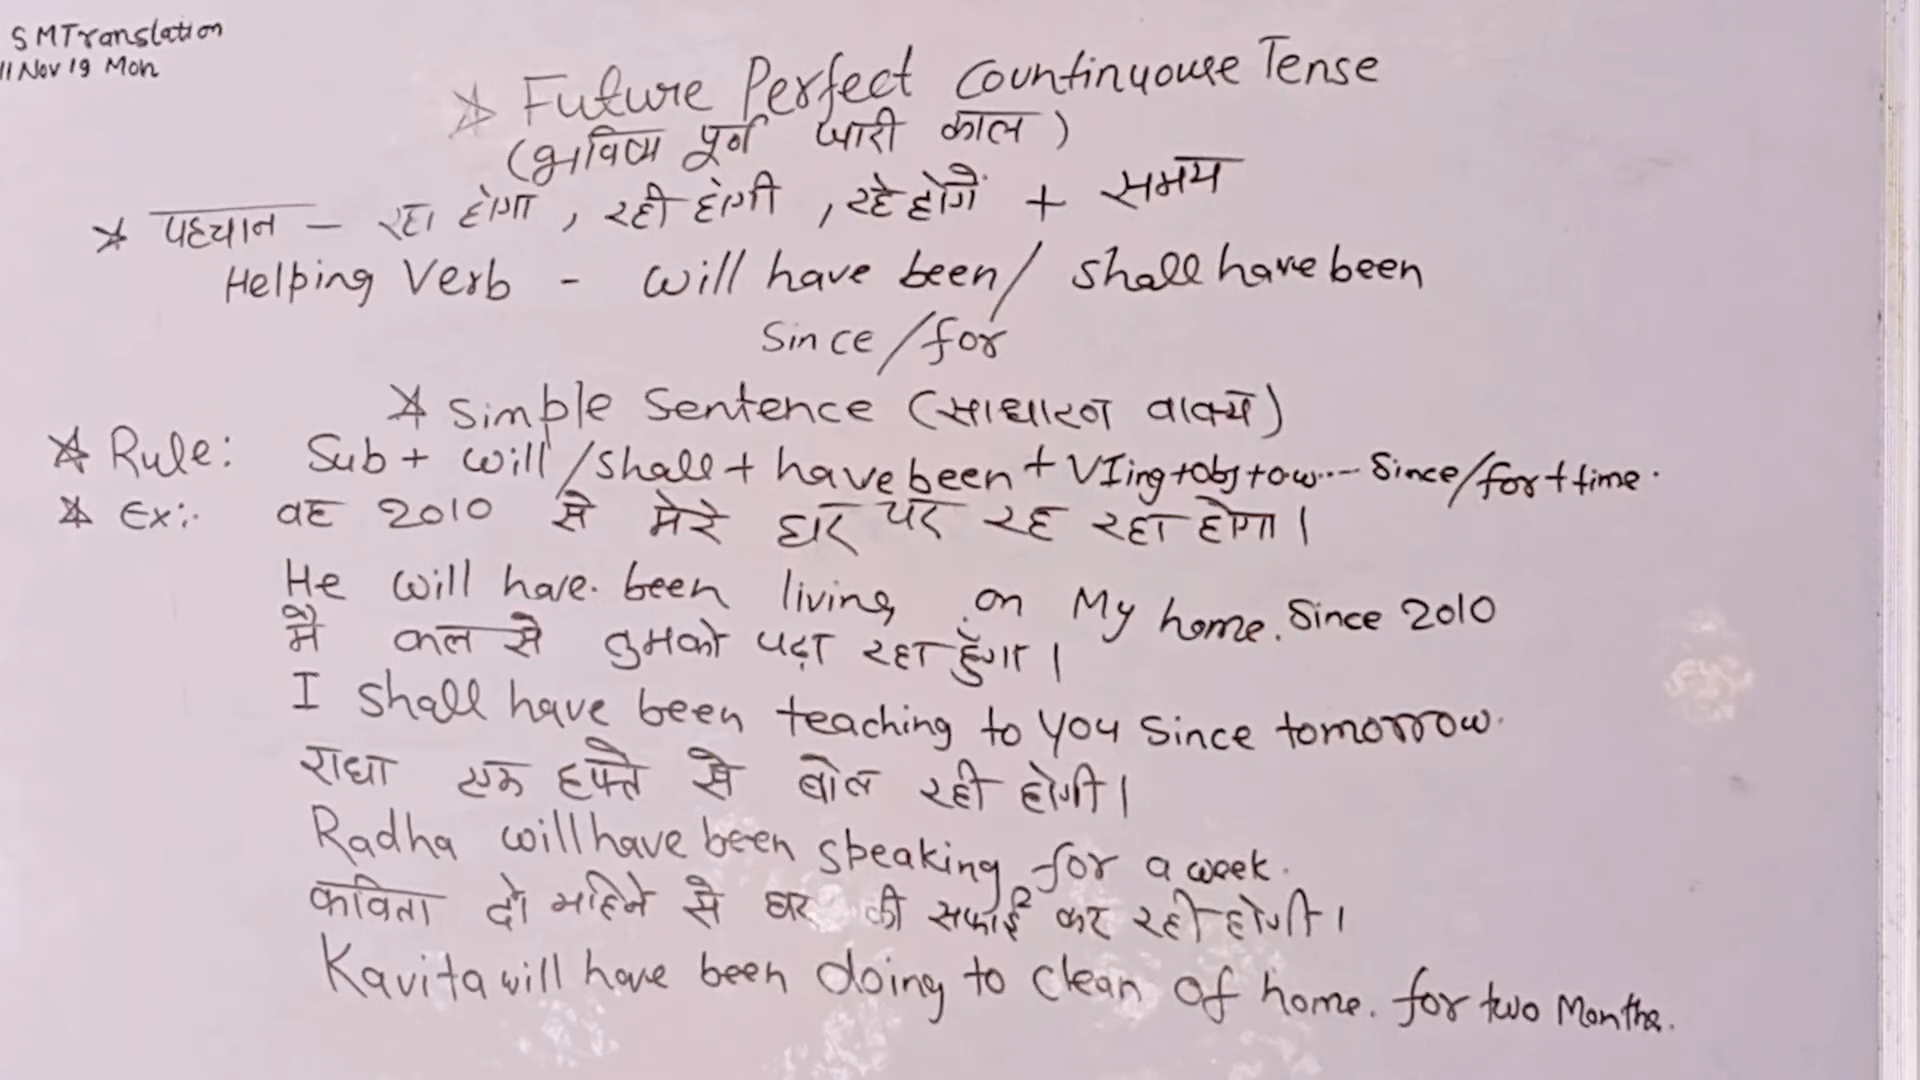 SMTranslation
11 Nov 19 Mon
* Future Perfect Countinuouse Tense
(भविष्य पूर्ण जारी काल)
* पहचान - रहा होगा, रही होगी, रहे होगें + समय
Helping Verb - will have been / shall have been
Since / for
* Simple Sentence (साधारण वाक्य)
* Rule: Sub + will / shall + have been + VIing + obj + o.w.... Since / for + time.
* Ex:- वह 2010 से मेरे घर पर रह रहा होगा।
He will have been living on My home. Since 2010
मै कल से तुमको पढ़ा रहा हूँगा।
I shall have been teaching to you Since tomorrow.
राधा एक हफ्ते से बोल रही होगी।
Radha will have been speaking for a week.
कविता दो महिने से घर की सफाई कर रही होगी।
Kavita will have been doing to clean of home. for two Months.